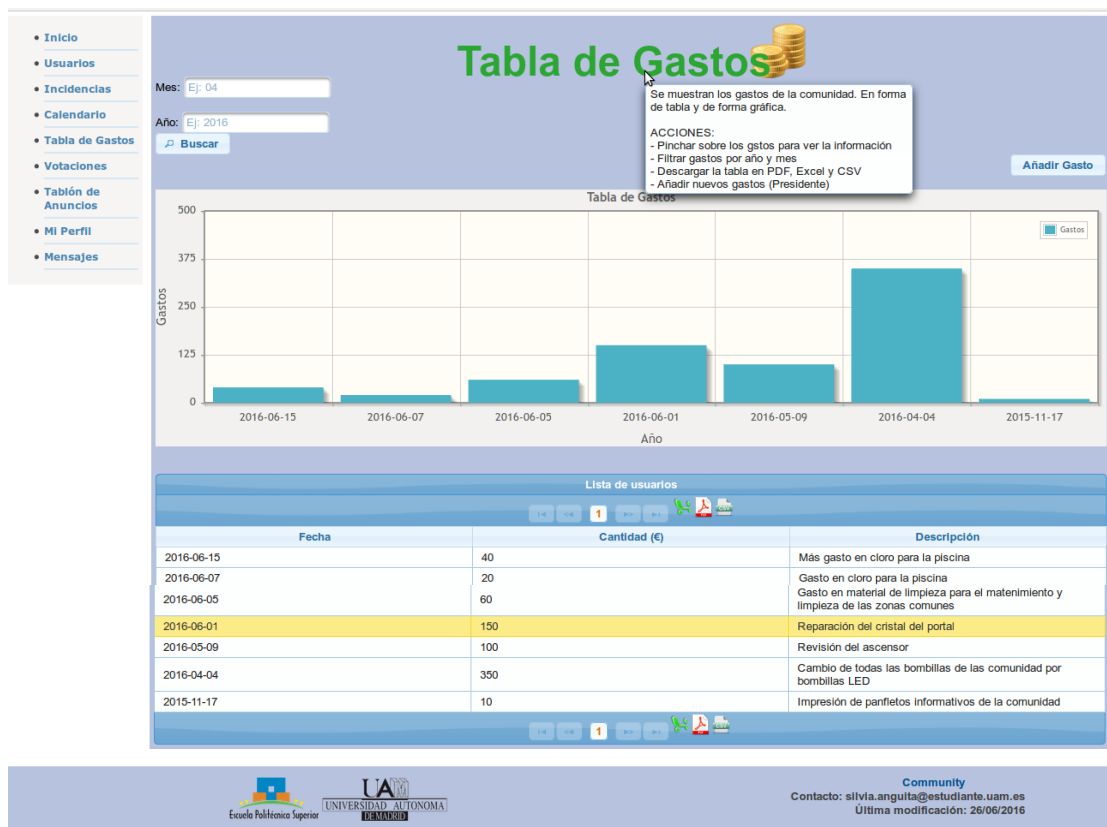 Inicio
Usuarios
Incidencias
Calendario
Tabla de Gastos
Votaciones
Tablón de
Anuncios
Mi Perfil
Mensajes
Tabla de Gastos
Mes: Ej: 04
Año: Ej: 2016
Buscar
Se muestran los gastos de la comunidad. En forma
de tabla y de forma gráfica.
ACCIONES:
- Pinchar sobre los gstos para ver la información
- Filtrar gastos por año y mes
- Descargar la tabla en PDF, Excel y CSV
- Añadir nuevos gastos (Presidente)
Añadir Gasto
Tabla de Gastos
500
375
250
125
0
Gastos
Gastos
2016-06-15 2016-06-07 2016-06-05 2016-06-01 2016-05-09 2016-04-04 2015-11-17
Año
Lista de usuarios
1
Fecha Cantidad (€) Descripción
2016-06-15 40 Más gasto en cloro para la piscina
2016-06-07 20 Gasto en cloro para la piscina
2016-06-05 60 Gasto en material de limpieza para el matenimiento y
limpieza de las zonas comunes
2016-06-01 150 Reparación del cristal del portal
2016-05-09 100 Revisión del ascensor
2016-04-04 350 Cambio de todas las bombillas de las comunidad por
bombillas LED
2015-11-17 10 Impresión de panfletos informativos de la comunidad
1
Escuela Politécnica Superior
UAM
UNIVERSIDAD AUTONOMA
DE MADRID
Community
Contacto: silvia.anguita@estudiante.uam.es
Última modificación: 26/06/2016